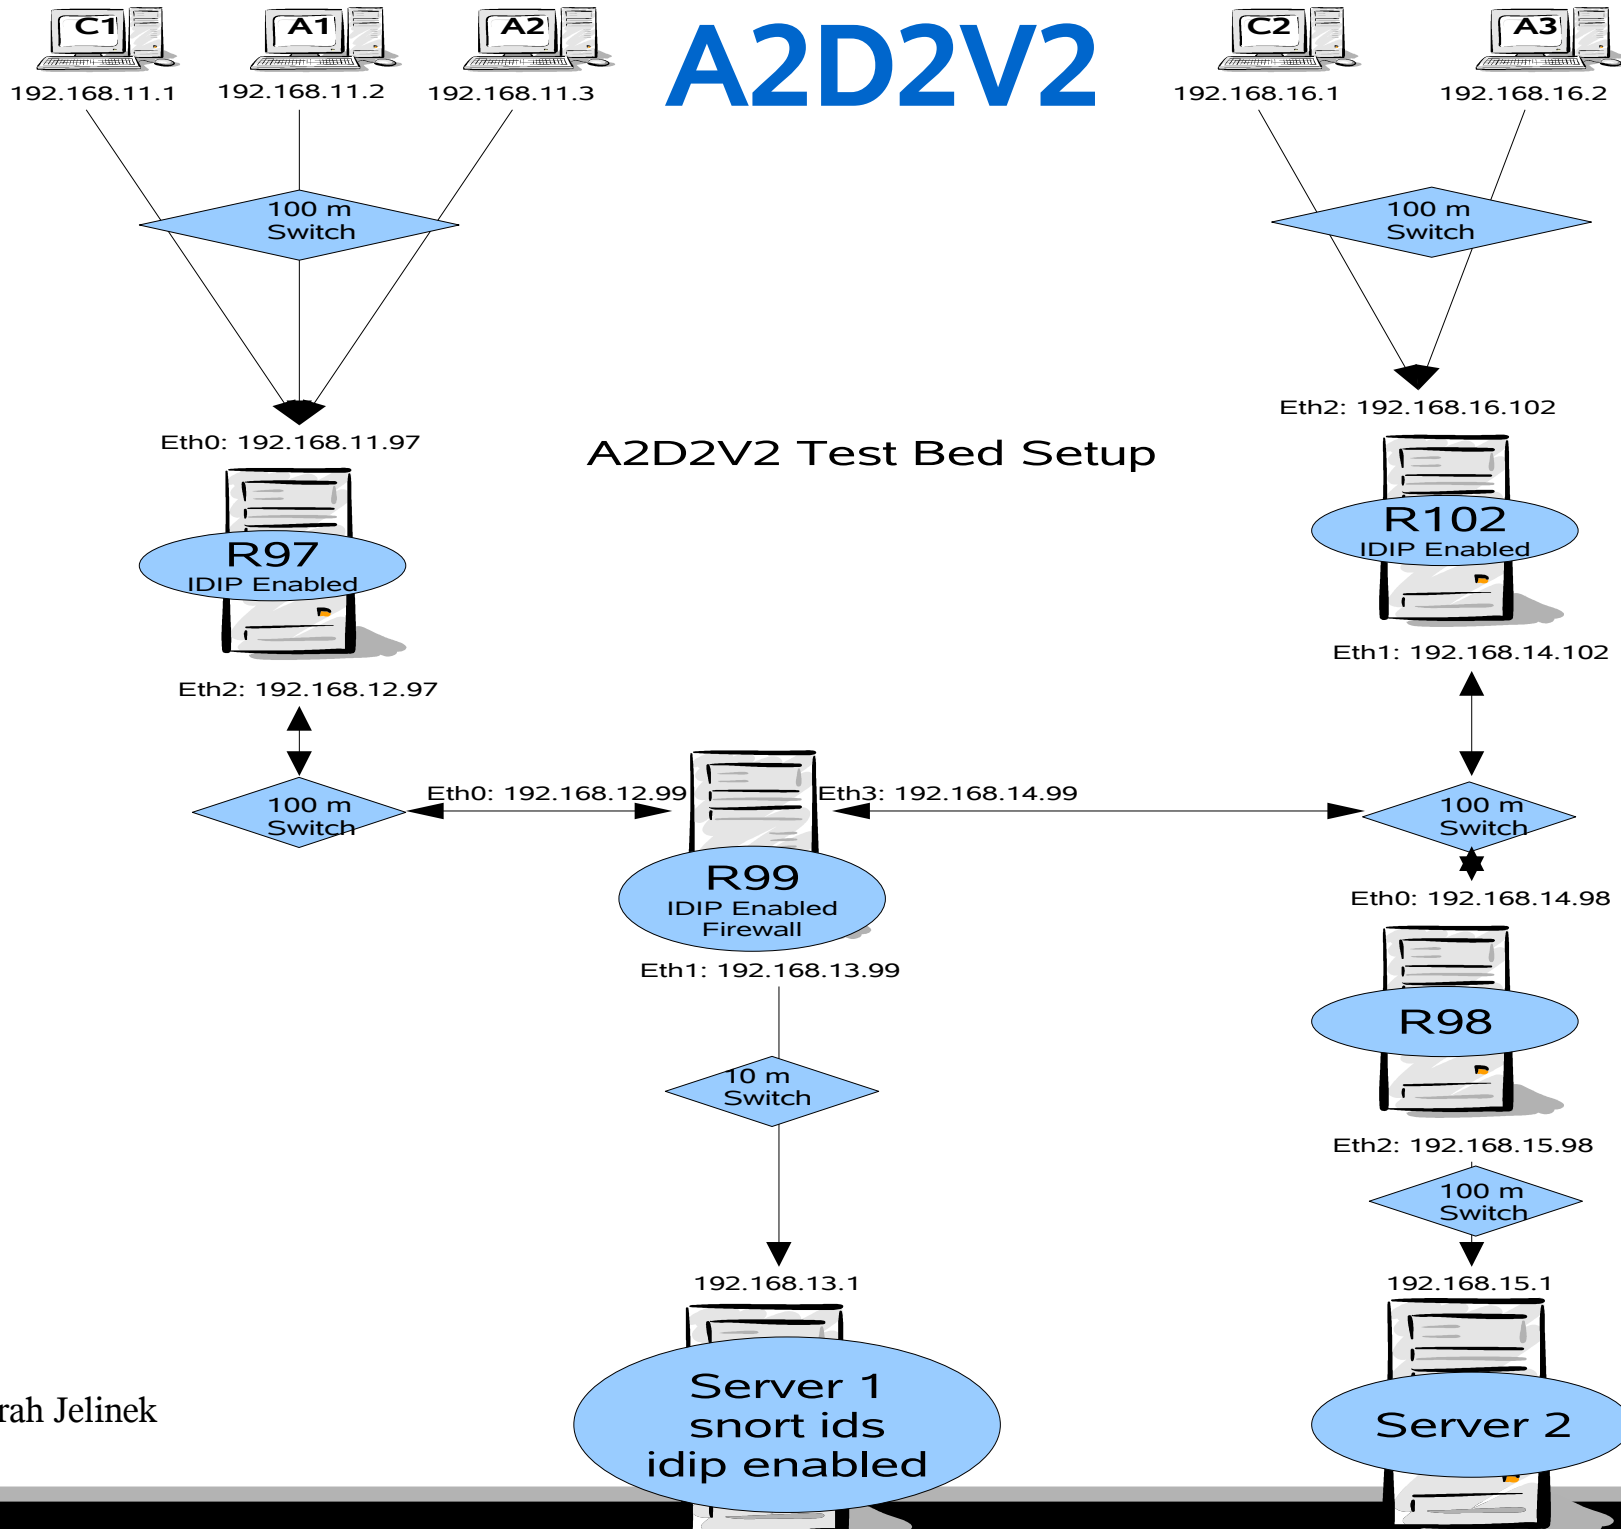 C1
A1
A2
A2D2V2
C2
A3
192.168.11.1
192.168.11.2
192.168.11.3
192.168.16.1
192.168.16.2
100 m
Switch
100 m
Switch
Eth2: 192.168.16.102
Eth0: 192.168.11.97
A2D2V2 Test Bed Setup
R102
IDIP Enabled
R97
IDIP Enabled
Eth1: 192.168.14.102
Eth2: 192.168.12.97
100 m
Switch
Eth0: 192.168.12.99
Eth3: 192.168.14.99
100 m
Switch
R99
IDIP Enabled
Firewall
Eth0: 192.168.14.98
Eth1: 192.168.13.99
R98
10 m
Switch
Eth2: 192.168.15.98
100 m
Switch
192.168.13.1
192.168.15.1
Server 1
snort ids
idip enabled
Server 2
rah Jelinek